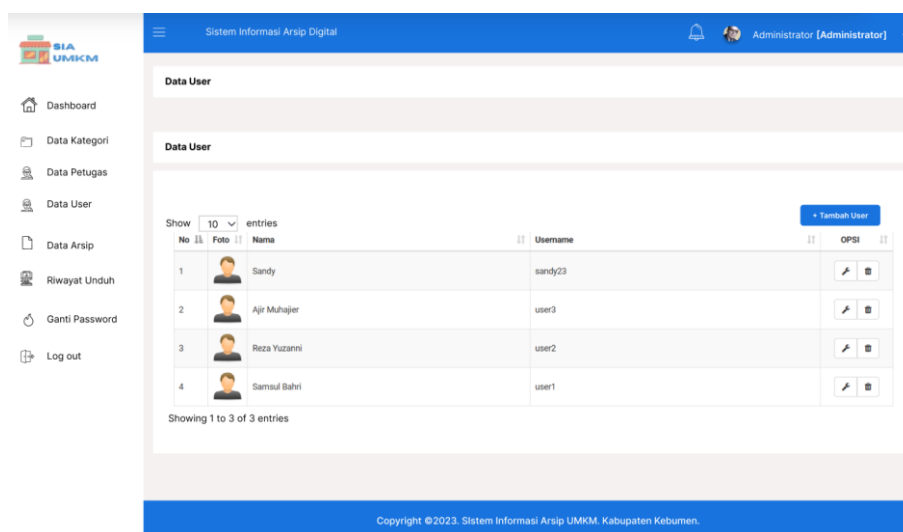 SIA
UMKM
Sistem Informasi Arsip Digital
Administrator [Administrator]
Dashboard
Data Kategori
Data Petugas
Data User
Data Arsip
Riwayat Unduh
Ganti Password
Log out
Data User
Data User
+ Tambah User
Show 10 entries
No Foto Nama Username OPSI
1 Sandy sandy23
2 Ajir Muhajier user3
3 Reza Yuzanni user2
4 Samsul Bahri user1
Showing 1 to 3 of 3 entries
Copyright ©2023. SIstem Informasi Arsip UMKM. Kabupaten Kebumen.